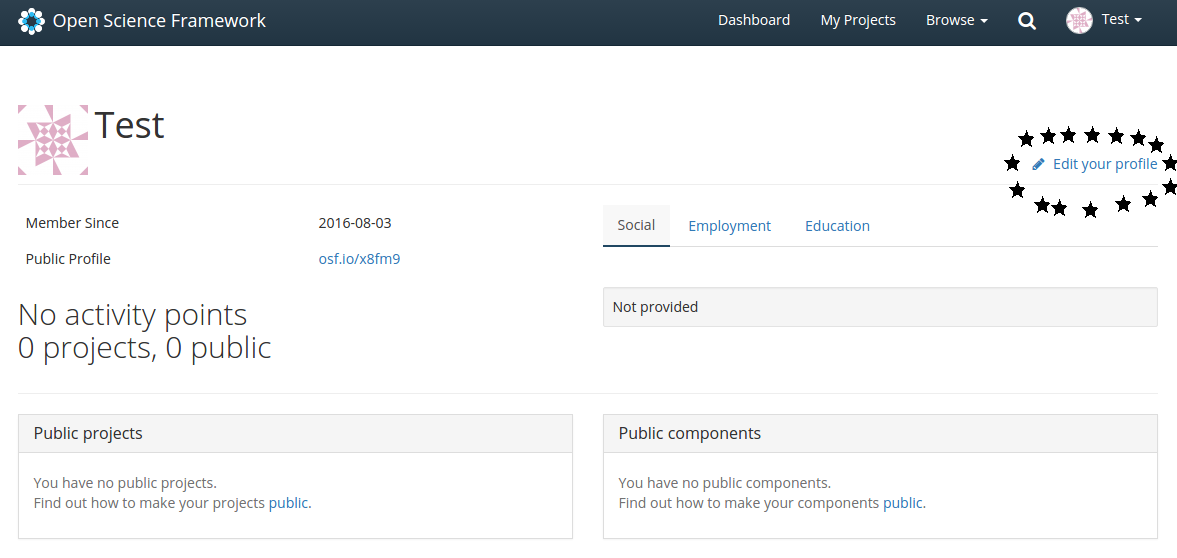 Open Science Framework
Dashboard
My Projects
Browse
Test
Test
Edit your profile
Member Since 2016-08-03
Public Profile osf.io/x8fm9
Social
Employment
Education
Not provided
No activity points
0 projects, 0 public
Public projects
You have no public projects.
Find out how to make your projects public.
Public components
You have no public components.
Find out how to make your components public.